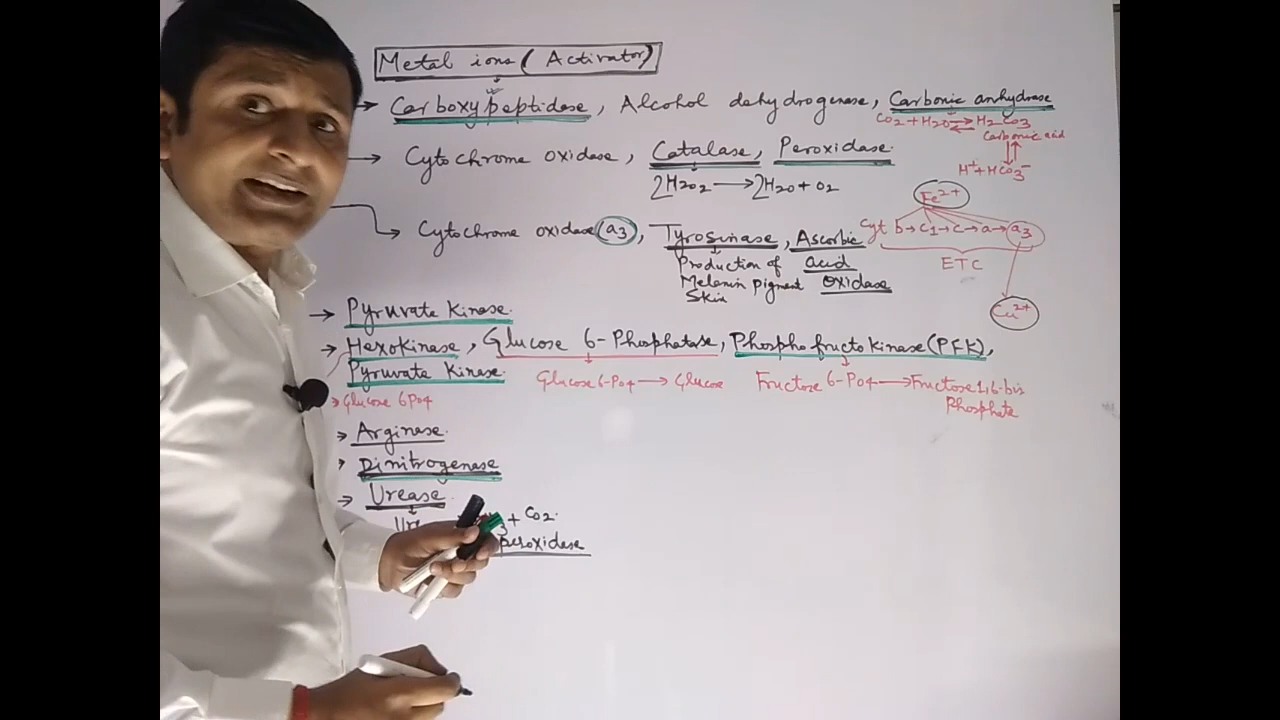 Metal ions (Activator)
→ Carboxypeptidase, Alcohol dehydrogenase, Carbonic anhydrase
CO2 + H2O ⇌ H2CO3
Carbonic acid
H+ + HCO3-
→ Cytochrome oxidase, Catalase, Peroxidase.
2H2O2 → 2H2O + O2
Fe2+
→ Cytochrome oxidase (a3), Tyrosinase, Ascorbic
acid
oxidase
Production of
Melanin pigment
Skin
Cyt b → c1 → c → a → a3
ETC
Cu2+
→ Pyruvate Kinase.
→ Hexokinase, Glucose 6-Phosphatase, Phosphofructokinase (PFK),
Pyruvate Kinase.
Glucose 6-PO4 → Glucose
Fructose 6-PO4 → Fructose 1,6-bis
Phosphate
→ Glucose 6PO4
→ Arginase.
Dinitrogenase
→ Urease.
+ CO2.
peroxidase